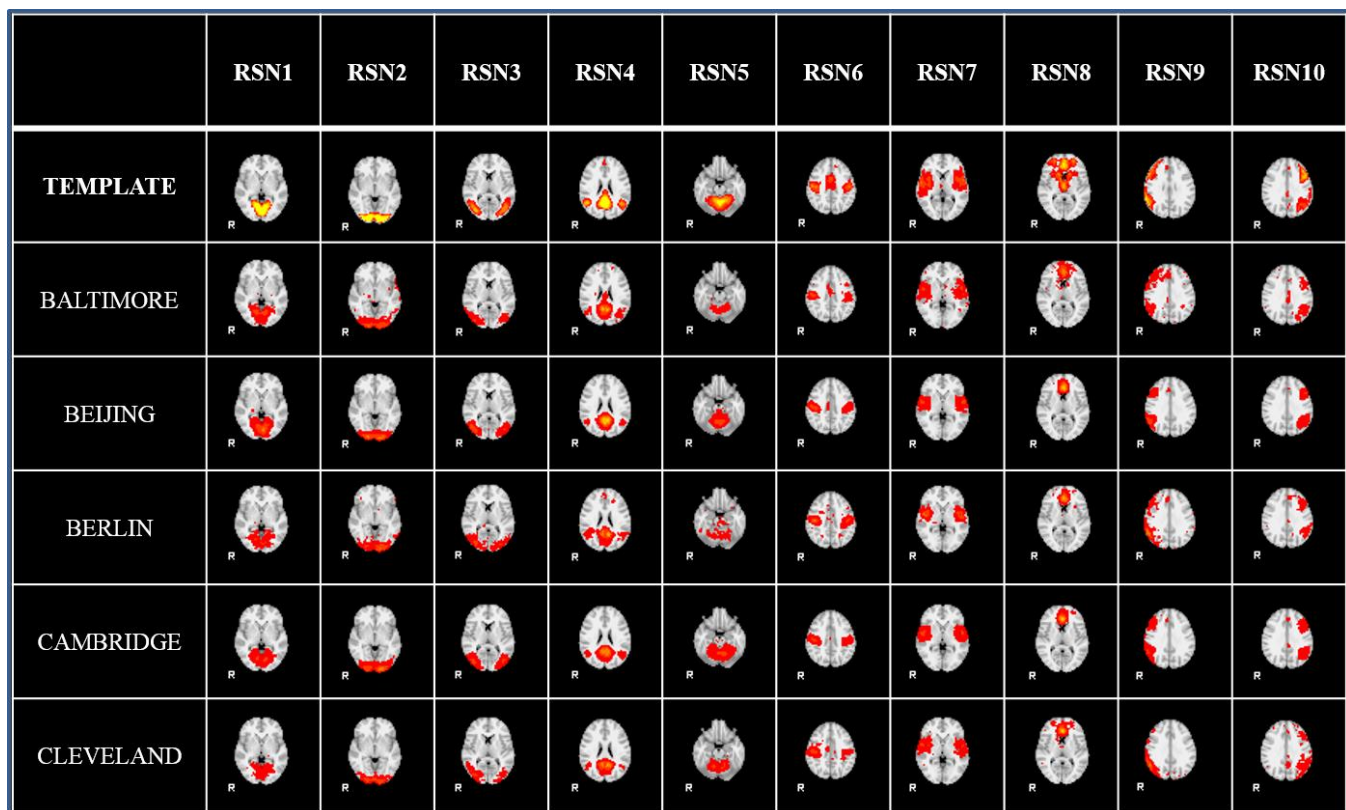 RSN1 RSN2 RSN3 RSN4 RSN5 RSN6 RSN7 RSN8 RSN9 RSN10
TEMPLATE R R R R R R R R R R
BALTIMORE R R R R R R R R R R
BEIJING R R R R R R R R R R
BERLIN R R R R R R R R R R
CAMBRIDGE R R R R R R R R R R
CLEVELAND R R R R R R R R R R